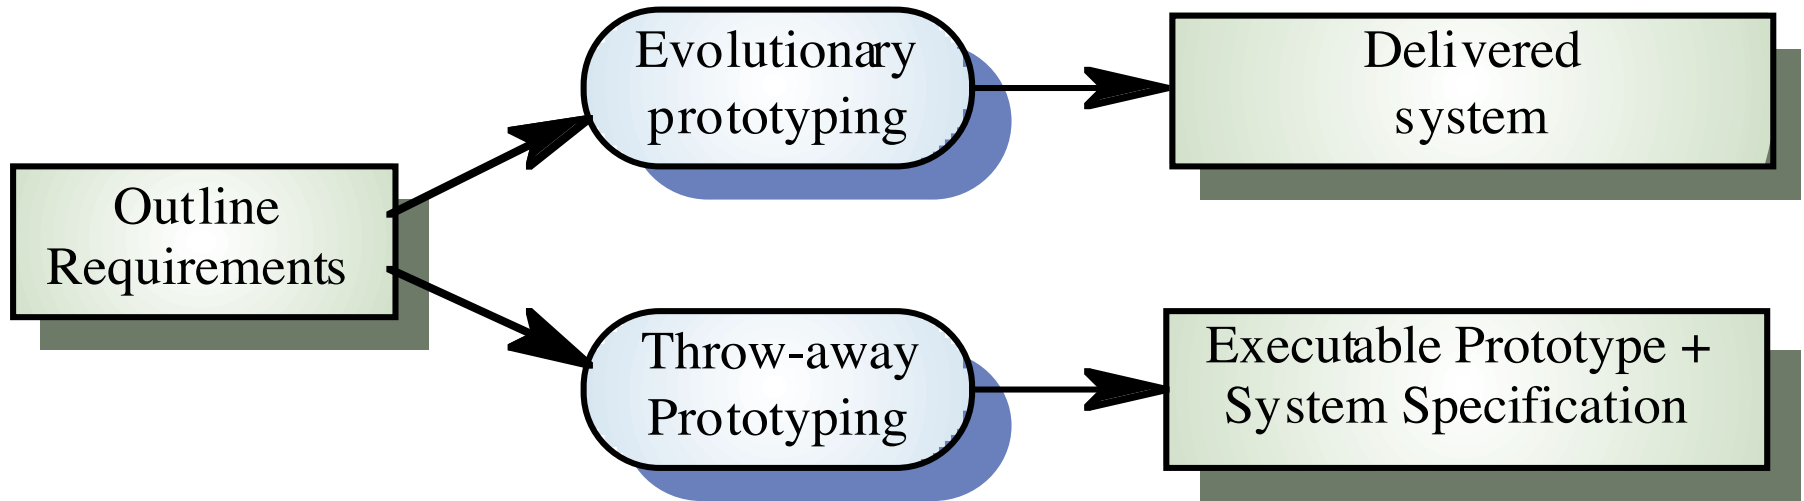 Evolutionary
prototyping
Delivered
system
Outline
Requirements
Throw-away
Prototyping
Executable Prototype +
System Specification